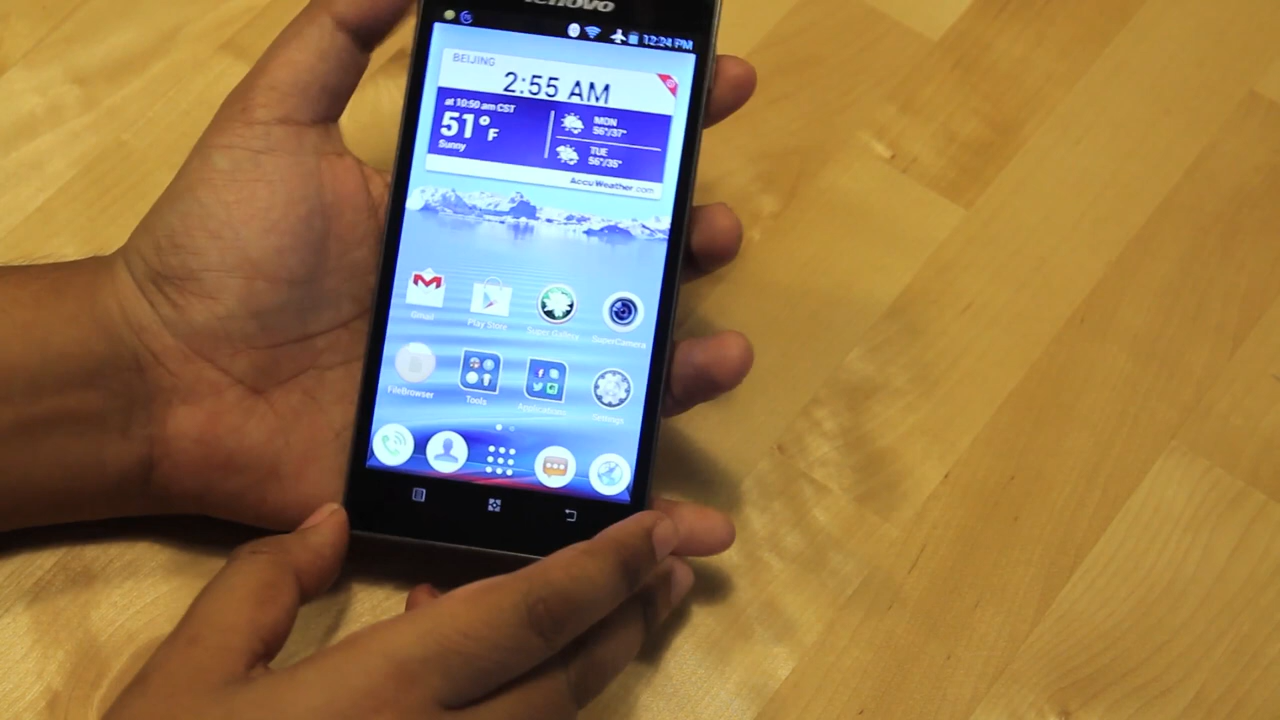 lenovo
12:24 PM
BEIJING
2:55 AM
at 10:50 am CST
51°F
Sunny
MON
56°/37°
TUE
56°/35°
AccuWeather.com
Gmail
Play Store
Super Gallery
SuperCamera
FileBrowser
Tools
Applications
Settings